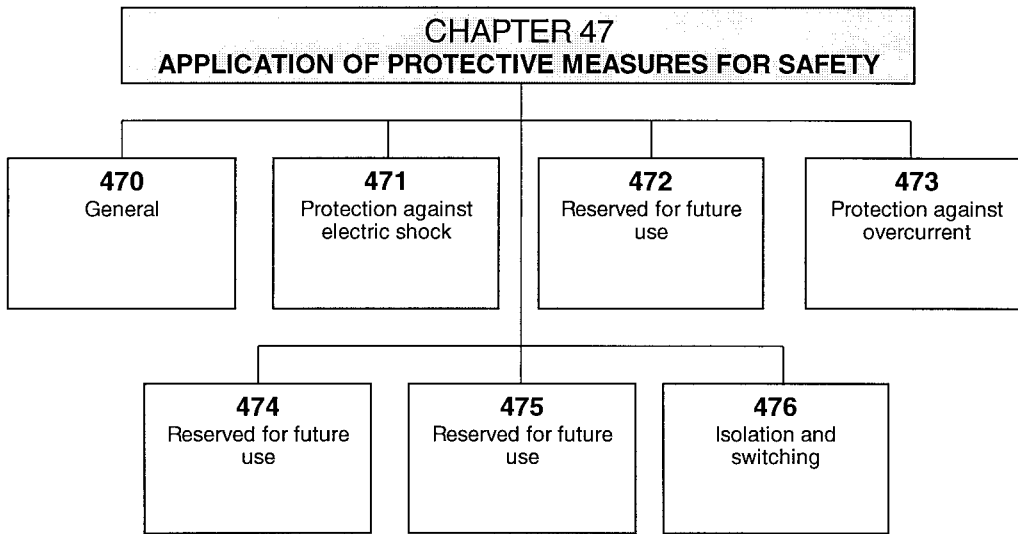 CHAPTER 47
APPLICATION OF PROTECTIVE MEASURES FOR SAFETY
470
General
471
Protection against
electric shock
472
Reserved for future
use
473
Protection against
overcurrent
474
Reserved for future
use
475
Reserved for future
use
476
Isolation and
switching